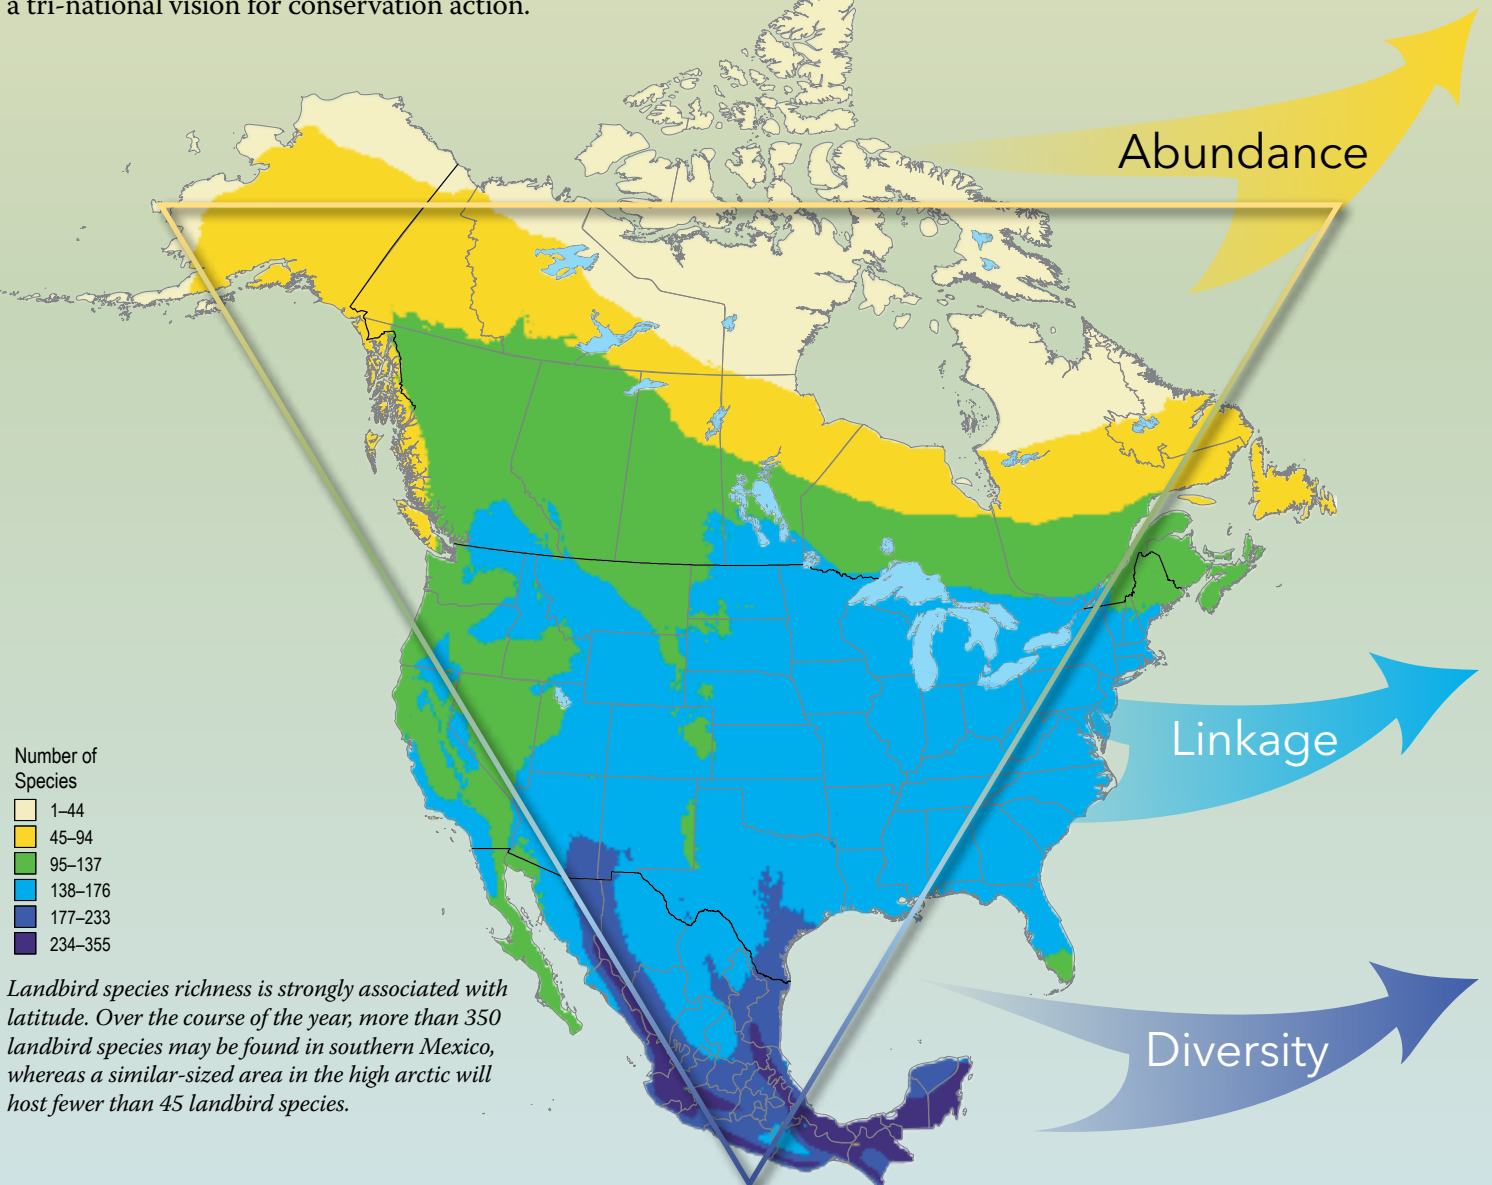 a tri-national vision for conservation action.
Abundance
Linkage
Number of
Species
1–44
45–94
95–137
138–176
177–233
234–355
Landbird species richness is strongly associated with
latitude. Over the course of the year, more than 350
landbird species may be found in southern Mexico,
whereas a similar-sized area in the high arctic will
host fewer than 45 landbird species.
Diversity